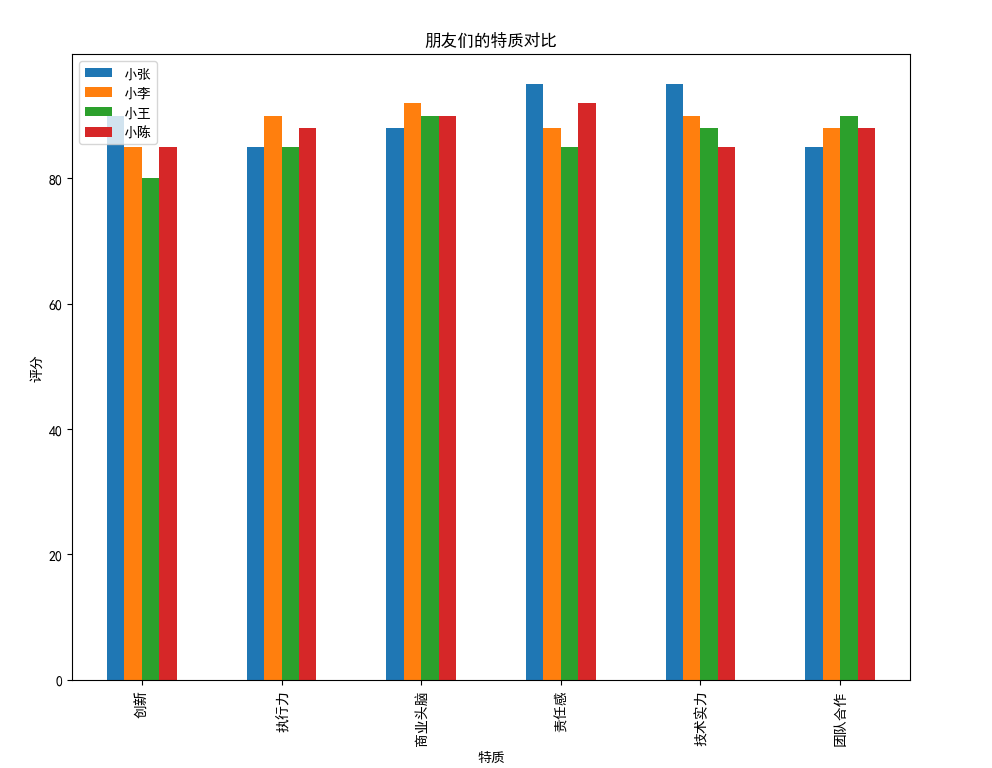 朋友们的特质对比
小张
小李
小王
小陈
80
60
40
20
0
评分
创新
执行力
商业头脑
责任感
技术实力
团队合作
特质